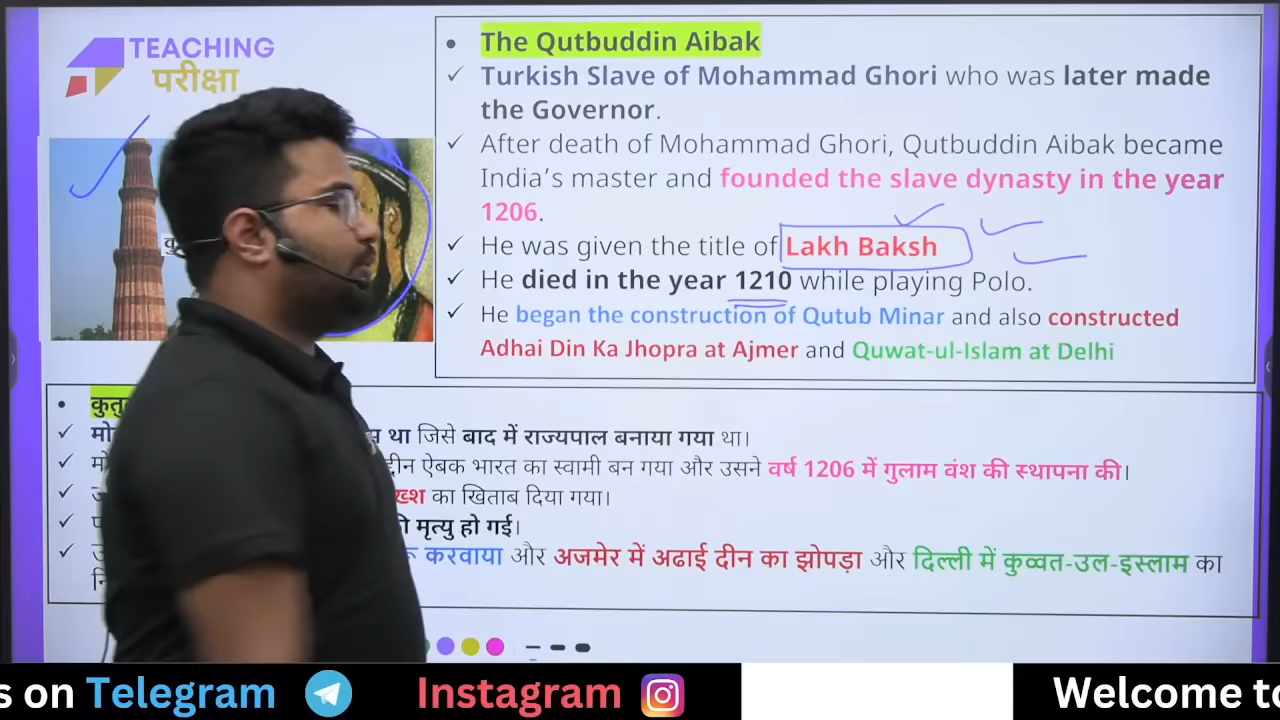 TEACHING
परीक्षा
The Qutbuddin Aibak
Turkish Slave of Mohammad Ghori who was later made
the Governor.
After death of Mohammad Ghori, Qutbuddin Aibak became
India's master and founded the slave dynasty in the year
1206.
He was given the title of Lakh Baksh
He died in the year 1210 while playing Polo.
He began the construction of Qutub Minar and also constructed
Adhai Din Ka Jhopra at Ajmer and Quwat-ul-Islam at Delhi
था जिसे बाद में राज्यपाल बनाया गया था।
ऐबक भारत का स्वामी बन गया और उसने वर्ष 1206 में गुलाम वंश की स्थापना की।
का खिताब दिया गया।
मृत्यु हो गई।
करवाया और अजमेर में अढाई दीन का झोपड़ा और दिल्ली में कुव्वत-उल-इस्लाम का
on Telegram Instagram Welcome